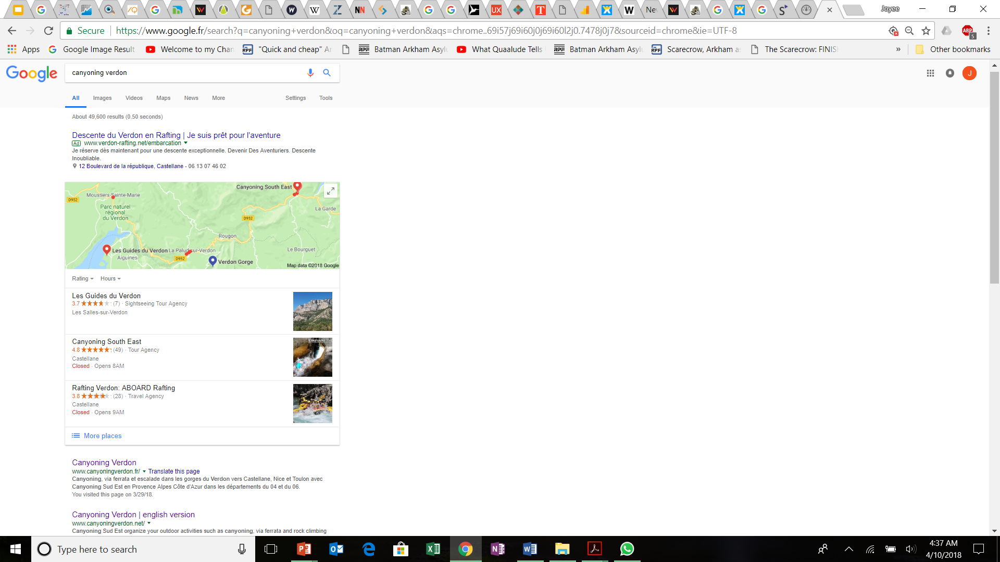 Ne
Joyee
Secure
https://www.google.fr/search?q=canyoning+verdon&oq=canyoning+verdon&aqs=chrome..69i57j69i60j0j69i60l2j0.7478j0j7&sourceid=chrome&ie=UTF-8
ABP
5
Apps
Google Image Result
Welcome to my Chan
"Quick and cheap" Ar
Batman Arkham Asylu
What Quaalude Tells
Batman Arkham Asylu
Scarecrow, Arkham as
The Scarecrow: FINIS
»
Other bookmarks
Google
canyoning verdon
J
All
Images
Videos
Maps
News
More
Settings
Tools
About 49,600 results (0.50 seconds)
Descente du Verdon en Rafting | Je suis prêt pour l'aventure
Ad www.verdon-rafting.net/embarcation
Je réserve dès maintenant pour une descente exceptionnelle. Devenir Des Aventuriers. Descente
Inoubliable.
12 Boulevard de la république, Castellane - 06 13 07 46 02
Canyoning South East
Moustiers-Sainte-Marie
D952
Parc naturel
régional
du Verdon
La Garde
D952
Rougon
Le Bourguet
Les Guides du Verdon
La Palud-sur-Verdon
Aiguines
D952
Verdon Gorge
Map data ©2018 Google
Rating
Hours
Les Guides du Verdon
3.7 (7) · Sightseeing Tour Agency
Les Salles-sur-Verdon
Canyoning South East
4.8 (49) · Tour Agency
Castellane
Closed · Opens 8AM
Canyoning Sud
Rafting Verdon: ABOARD Rafting
3.8 (28) · Travel Agency
Castellane
Closed · Opens 9AM
More places
Canyoning Verdon
www.canyoningverdon.fr/ Translate this page
Canyoning, via ferrata et escalade dans les gorges du Verdon vers Castellane, Nice et Toulon avec
Canyoning Sud Est en Provence Alpes Côte d'Azur dans les départements du 04 et du 06.
You visited this page on 3/29/18.
Canyoning Verdon | english version
www.canyoningverdon.net/
Canyoning Sud Est organize your outdoor activities such as canyoning, via ferrata and rock climbing
Type here to search
4:37 AM
4/10/2018